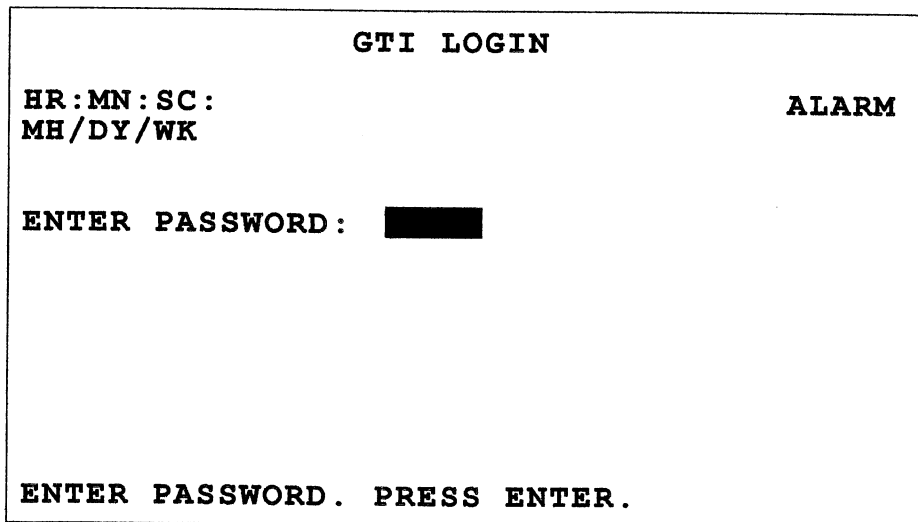 GTI LOGIN
HR:MN:SC:
ALARM
MH/DY/WK
ENTER PASSWORD:
ENTER PASSWORD. PRESS ENTER.